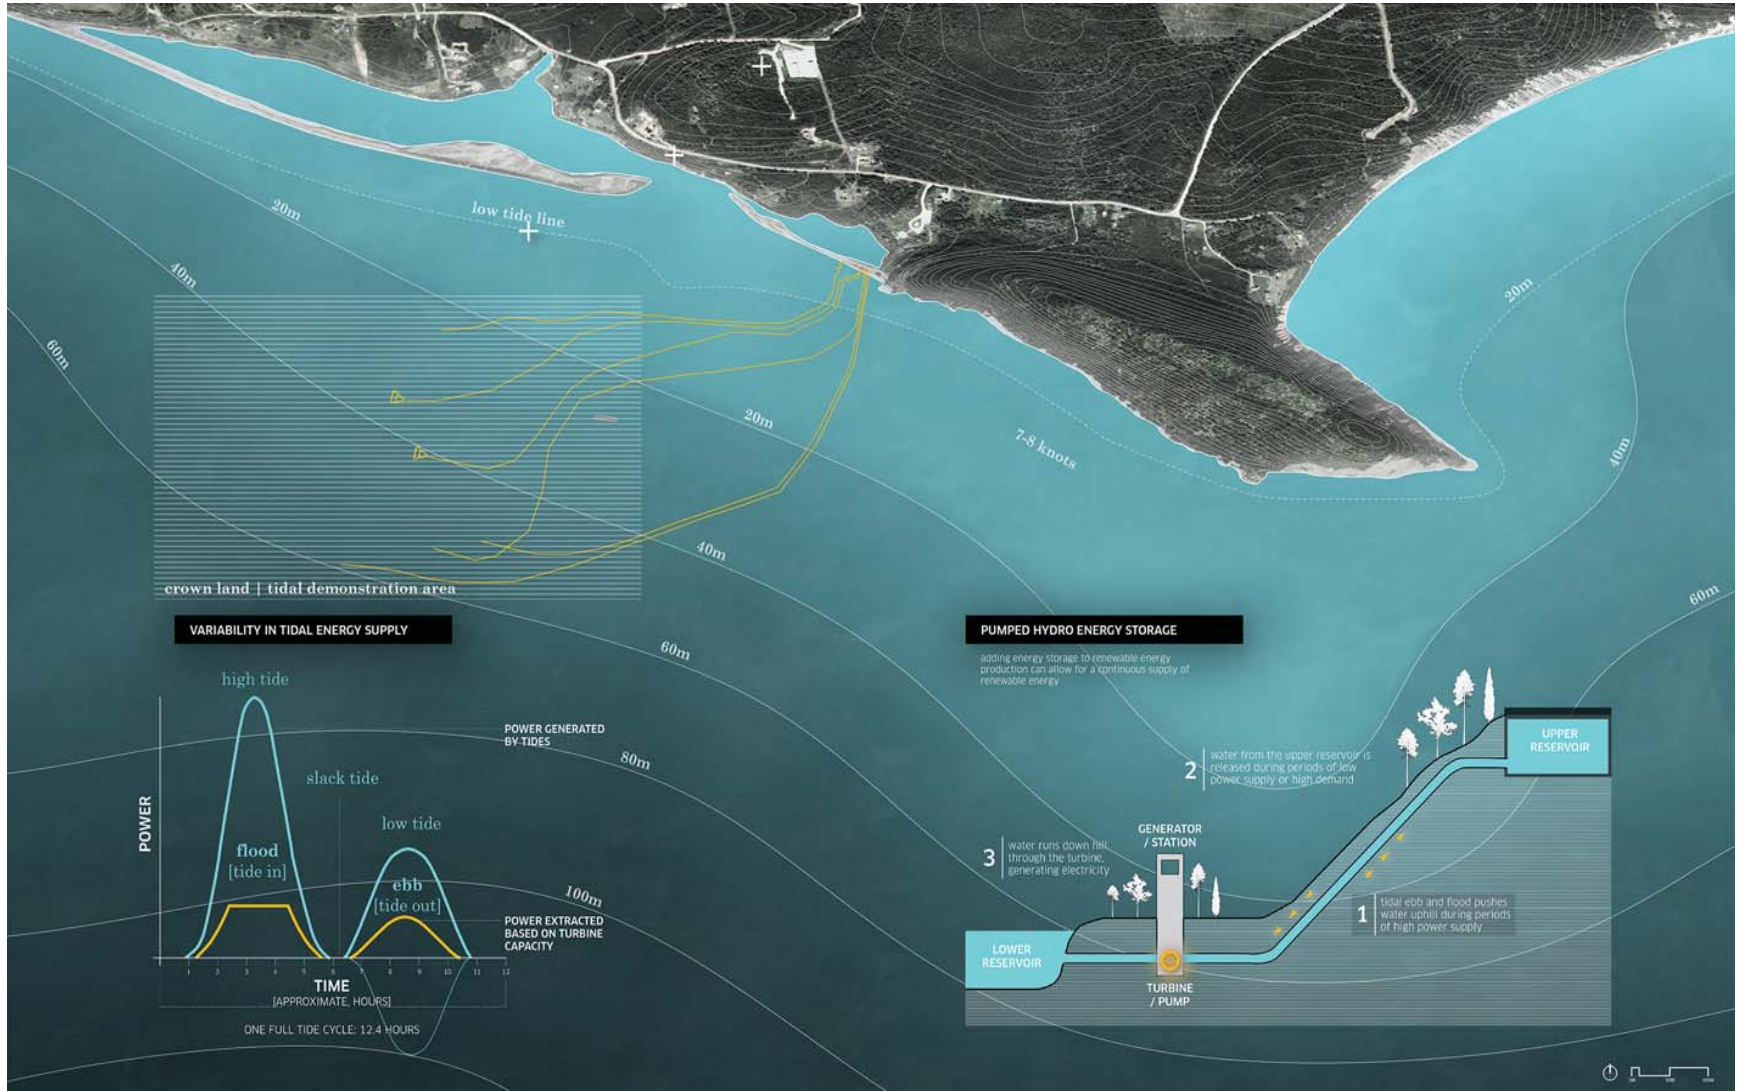 low tide line
20m
40m
60m
20m
20m
7-8 knots
40m
40m
crown land | tidal demonstration area
60m
60m
80m
100m
VARIABILITY IN TIDAL ENERGY SUPPLY
high tide
POWER GENERATED
BY TIDES
slack tide
low tide
POWER
flood
[tide in]
ebb
[tide out]
POWER EXTRACTED
BASED ON TURBINE
CAPACITY
1 2 3 4 5 6 7 8 9 10 11 12
TIME
[APPROXIMATE, HOURS]
ONE FULL TIDE CYCLE: 12.4 HOURS
PUMPED HYDRO ENERGY STORAGE
adding energy storage to renewable energy
production can allow for a continuous supply of
renewable energy
UPPER
RESERVOIR
2
water from the upper reservoir is
released during periods of low
power supply or high demand
GENERATOR
/ STATION
3
water runs down hill
through the turbine,
generating electricity
1
tidal ebb and flood pushes
water uphill during periods
of high power supply
LOWER
RESERVOIR
TURBINE
/ PUMP